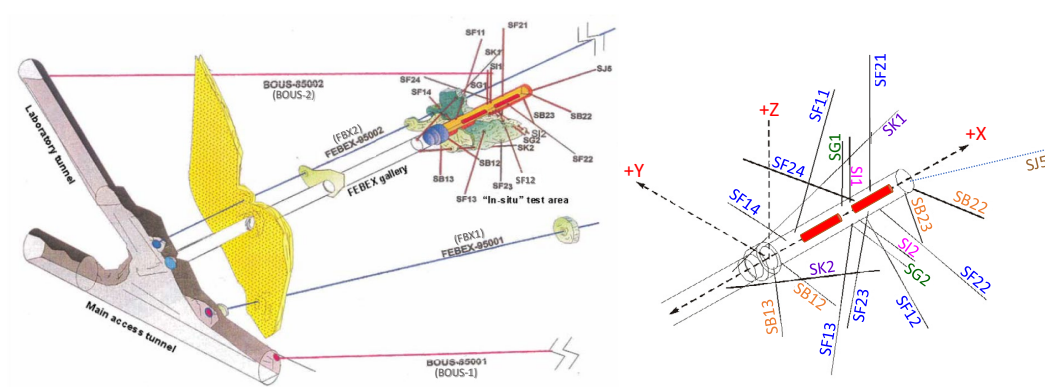 SF21
SF11
SK1
SI1
SJ5
SF24
SG1
BOUS-85002
(BOUS-2)
SF14
SB23
SB22
(FBX2)
FEBEX-95002
SI2
SG2
SK2
SF22
Laboratory tunnel
FEBEX gallery
SB12
SB13
SF12
SF23
SF13
"In-situ" test area
(FBX1)
FEBEX-95001
Main access tunnel
BOUS-85001
(BOUS-1)
SF21
SF11
+Z
SK1
SG1
+X
SF24
SI1
+Y
SJ5
SF14
SB22
SB23
SI2
SG2
SK2
SF22
SB12
SB13
SF23
SF12
SF13